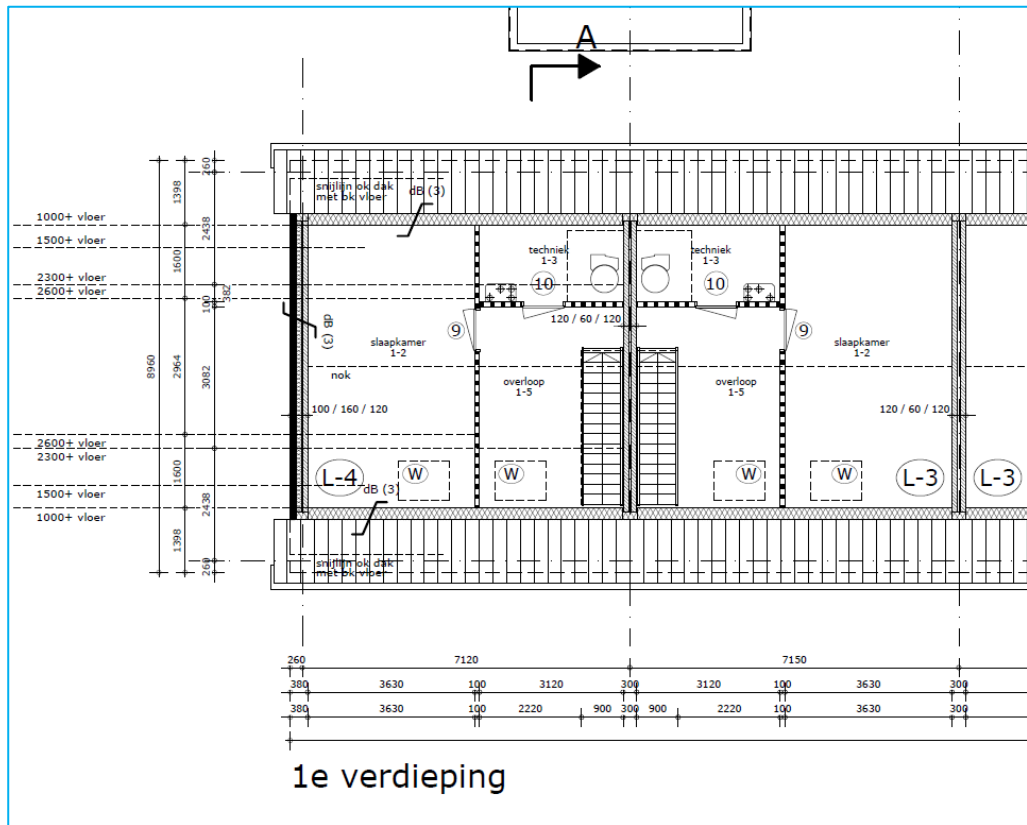 A
snijlijn ok dak
met bk vloer
dB (3)
260
1398
2438
1600
382
100
8960
2964
3082
1600
2438
1398
260
1000+ vloer
1500+ vloer
2300+ vloer
2600+ vloer
2600+ vloer
2300+ vloer
1500+ vloer
1000+ vloer
techniek
1-3
techniek
1-3
10
10
dB (3)
120 / 60 / 120
9
9
slaapkamer
1-2
slaapkamer
1-2
nok
overloop
1-5
overloop
1-5
100 / 160 / 120
120 / 60 / 120
L-4
W
W
W
W
L-3
L-3
dB (3)
snijlijn ok dak
met bk vloer
260 7120 7150
380 3630 100 3120 300 3120 100 3630 300
380 3630 100 2220 900 300 900 2220 100 3630 300
1e verdieping